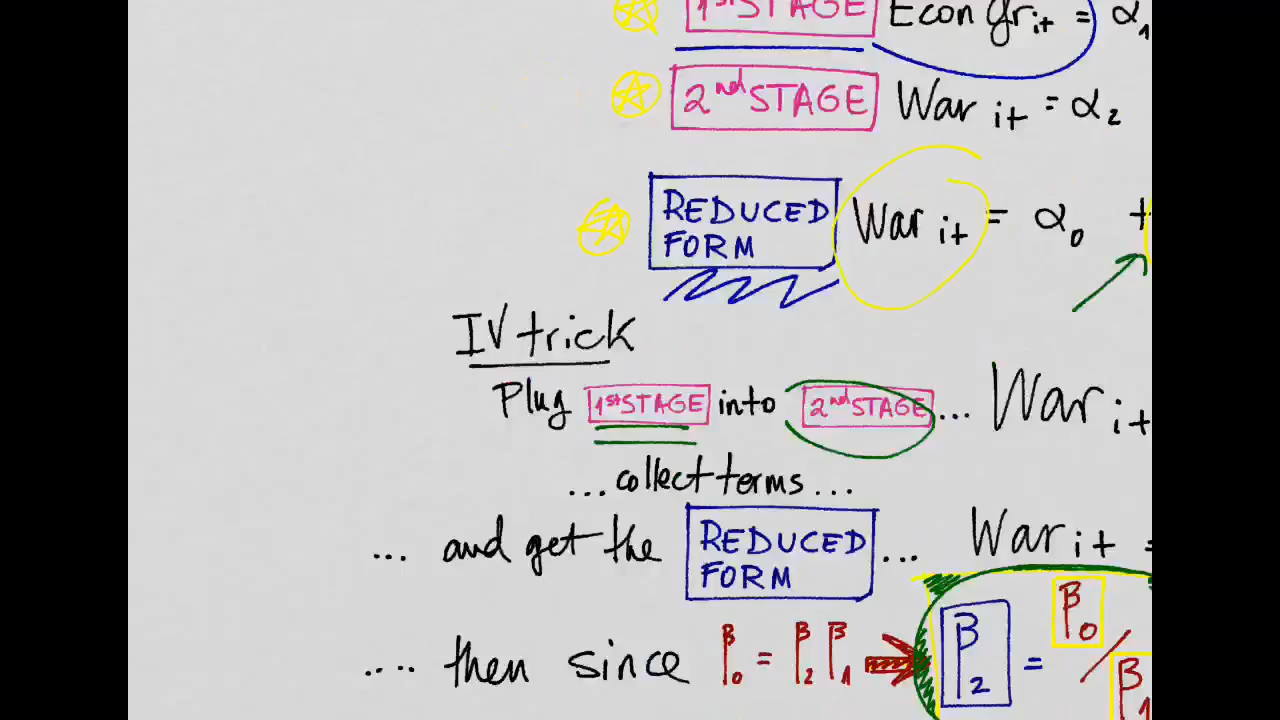 1st STAGE Econ Gr it = α1
2nd STAGE War it = α2
REDUCED FORM War it = α0 +
IV trick
Plug 1st STAGE into 2nd STAGE ... War it
... collect terms ...
... and get the REDUCED FORM ... War it =
.... then since β0 = β2 β1 β2 = β0 / β1